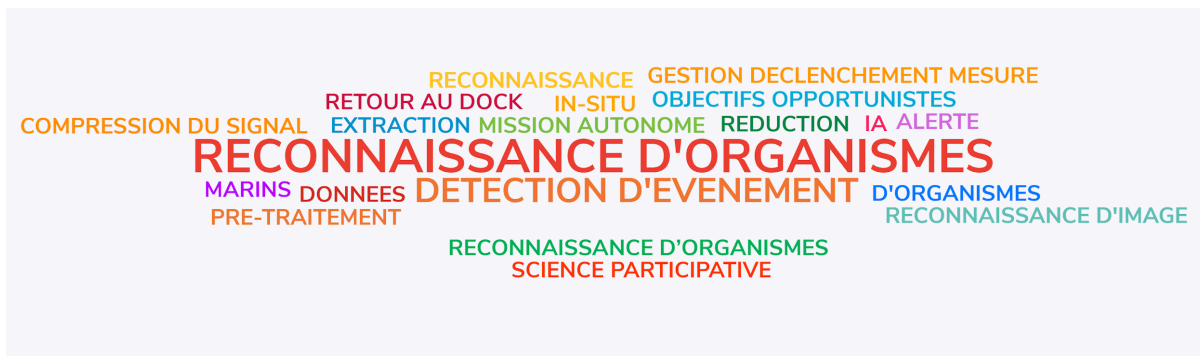 RECONNAISSANCE GESTION DECLENCHEMENT MESURE
RETOUR AU DOCK IN-SITU OBJECTIFS OPPORTUNISTES
COMPRESSION DU SIGNAL EXTRACTION MISSION AUTONOME REDUCTION IA ALERTE
RECONNAISSANCE D'ORGANISMES
MARINS DONNEES DETECTION D'EVENEMENT D'ORGANISMES
PRE-TRAITEMENT RECONNAISSANCE D'IMAGE
RECONNAISSANCE D’ORGANISMES
SCIENCE PARTICIPATIVE